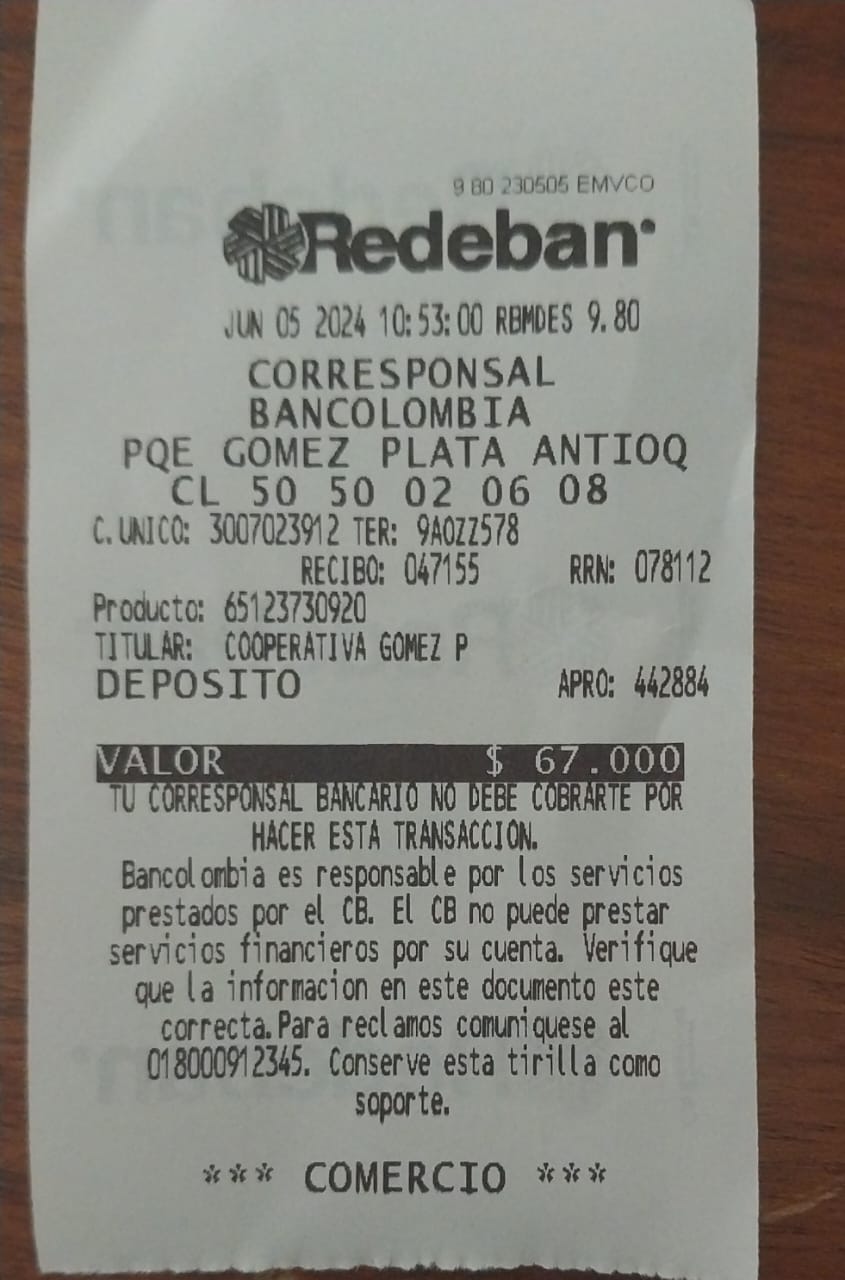 9 80 230505 EMVCO
Redeban
JUN 05 2024 10:53:00 RBMDES 9.80
CORRESPONSAL
BANCOLOMBIA
PQE GOMEZ PLATA ANTIOQ
CL 50 50 02 06 08
C.UNICO: 3007023912 TER: 9AOZZ578
RECIBO: 047155 RRN: 078112
Producto: 65123730920
TITULAR: COOPERATIVA GOMEZ P
DEPOSITO APRO: 442884
VALOR $ 67.000
TU CORRESPONSAL BANCARIO NO DEBE COBRARTE POR
HACER ESTA TRANSACCION.
Bancolombia es responsable por los servicios
prestados por el CB. El CB no puede prestar
servicios financieros por su cuenta. Verifique
que la informacion en este documento este
correcta.Para reclamos comuniquese al
018000912345. Conserve esta tirilla como
soporte.
*** COMERCIO ***